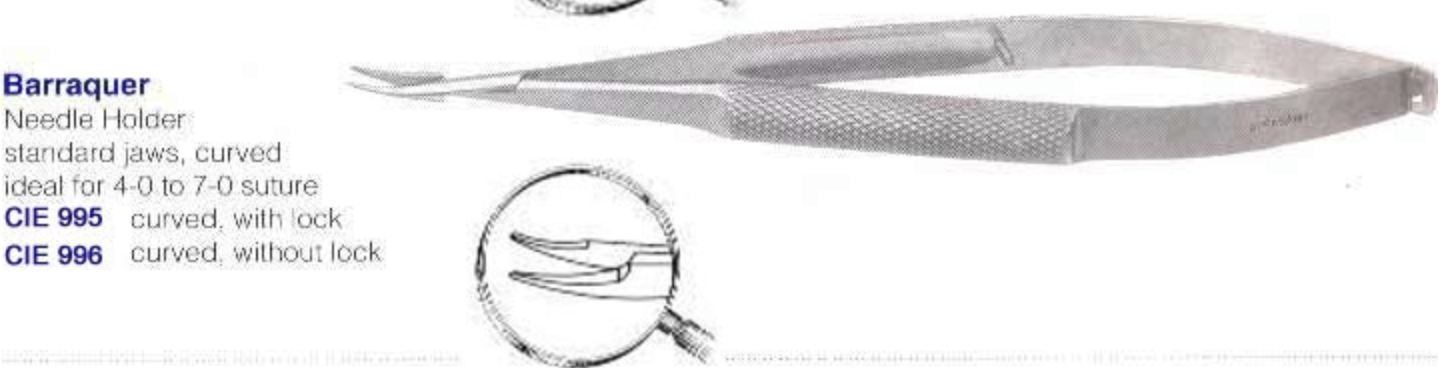 Barraquer
Needle Holder
standard jaws, curved
ideal for 4-0 to 7-0 suture
CIE 995 curved, with lock
CIE 996 curved, without lock